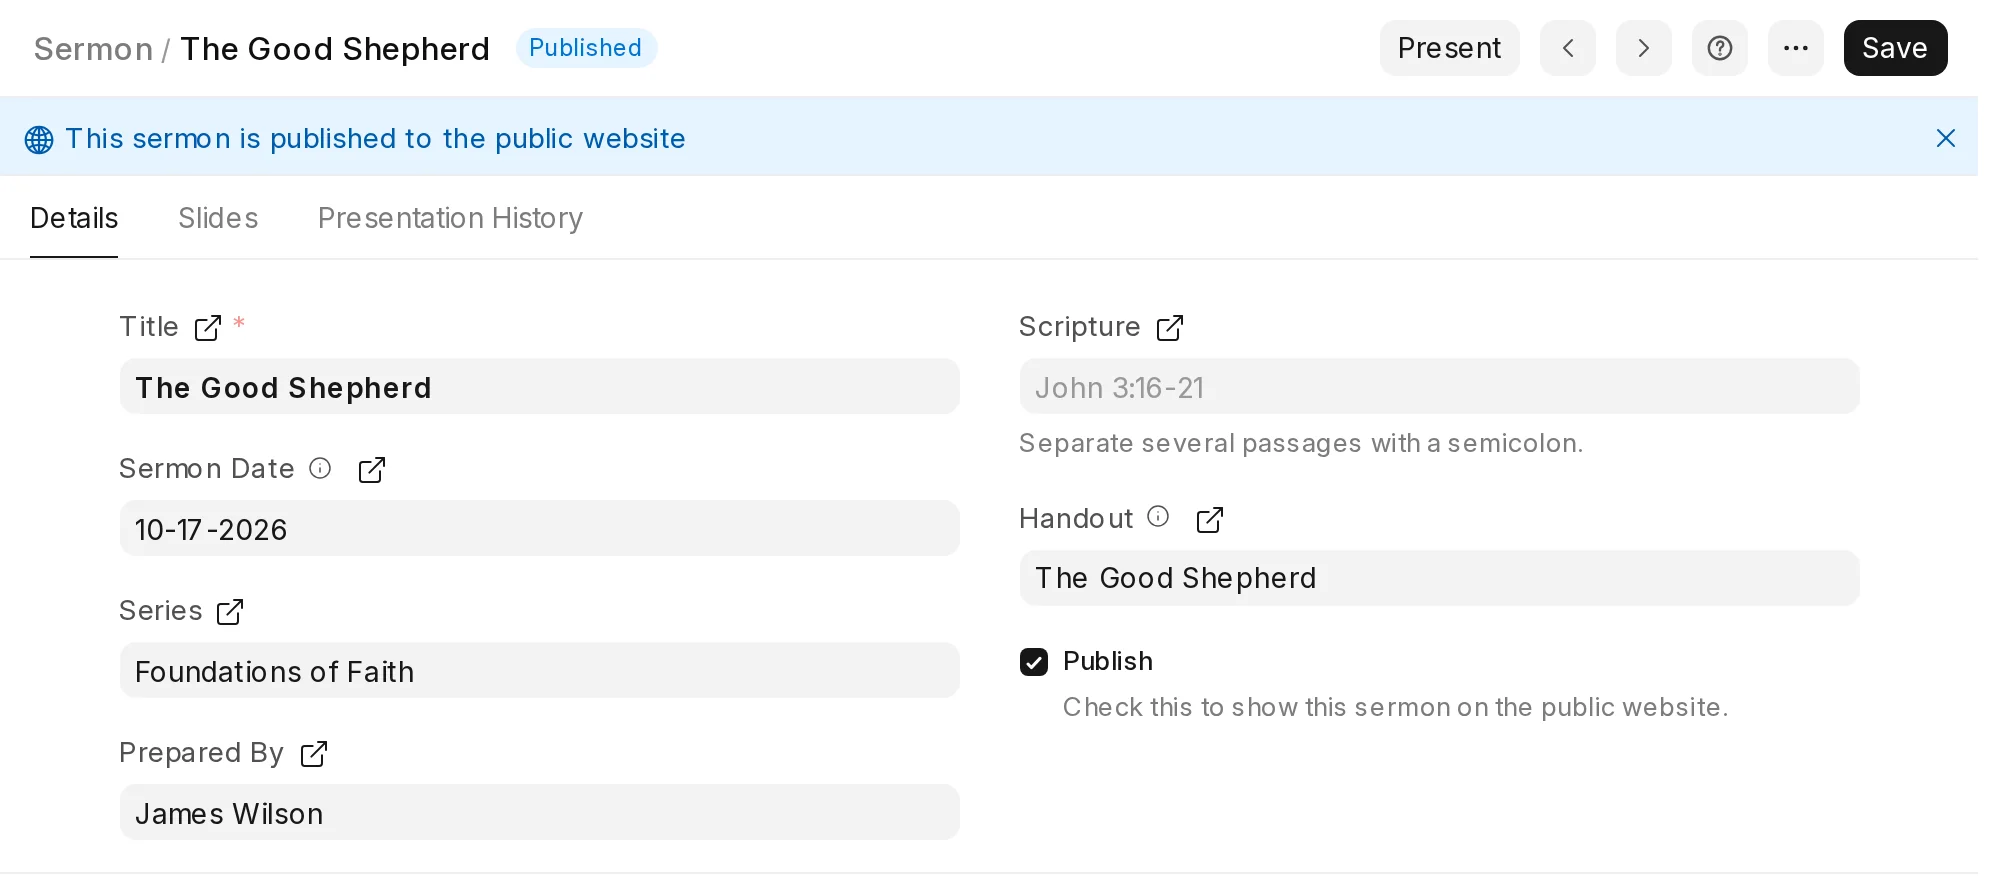 Sermon / The Good Shepherd Published
Present
Save
This sermon is published to the public website
Details Slides Presentation History
Title *
The Good Shepherd
Sermon Date
10-17-2026
Series
Foundations of Faith
Prepared By
James Wilson
Scripture
John 3:16-21
Separate several passages with a semicolon.
Handout
The Good Shepherd
Publish
Check this to show this sermon on the public website.